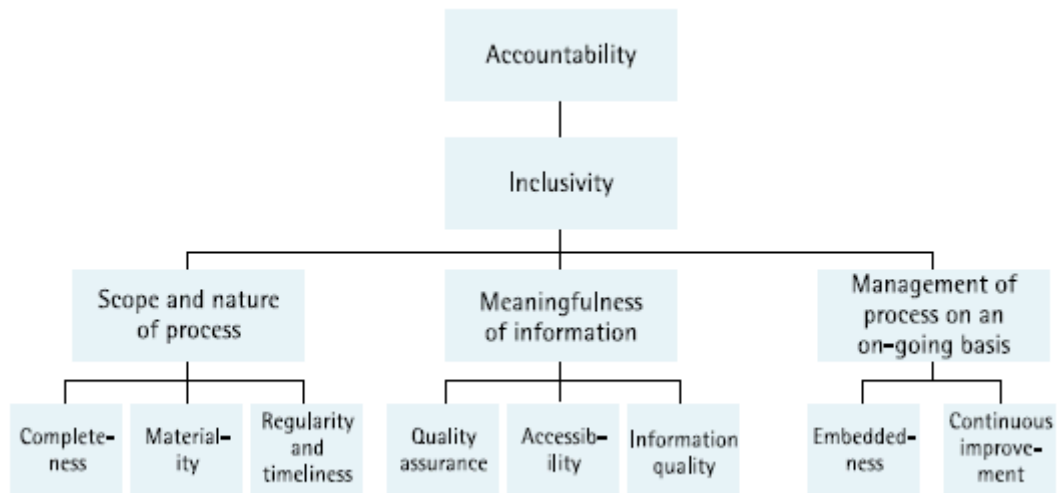 Accountability
Inclusivity
Scope and nature
of process
Meaningfulness
of information
Management of
process on an
on-going basis
Complete-
ness
Material-
ity
Regularity
and
timeliness
Quality
assurance
Accessib-
ility
Information
quality
Embedded-
ness
Continuous
improve-
ment